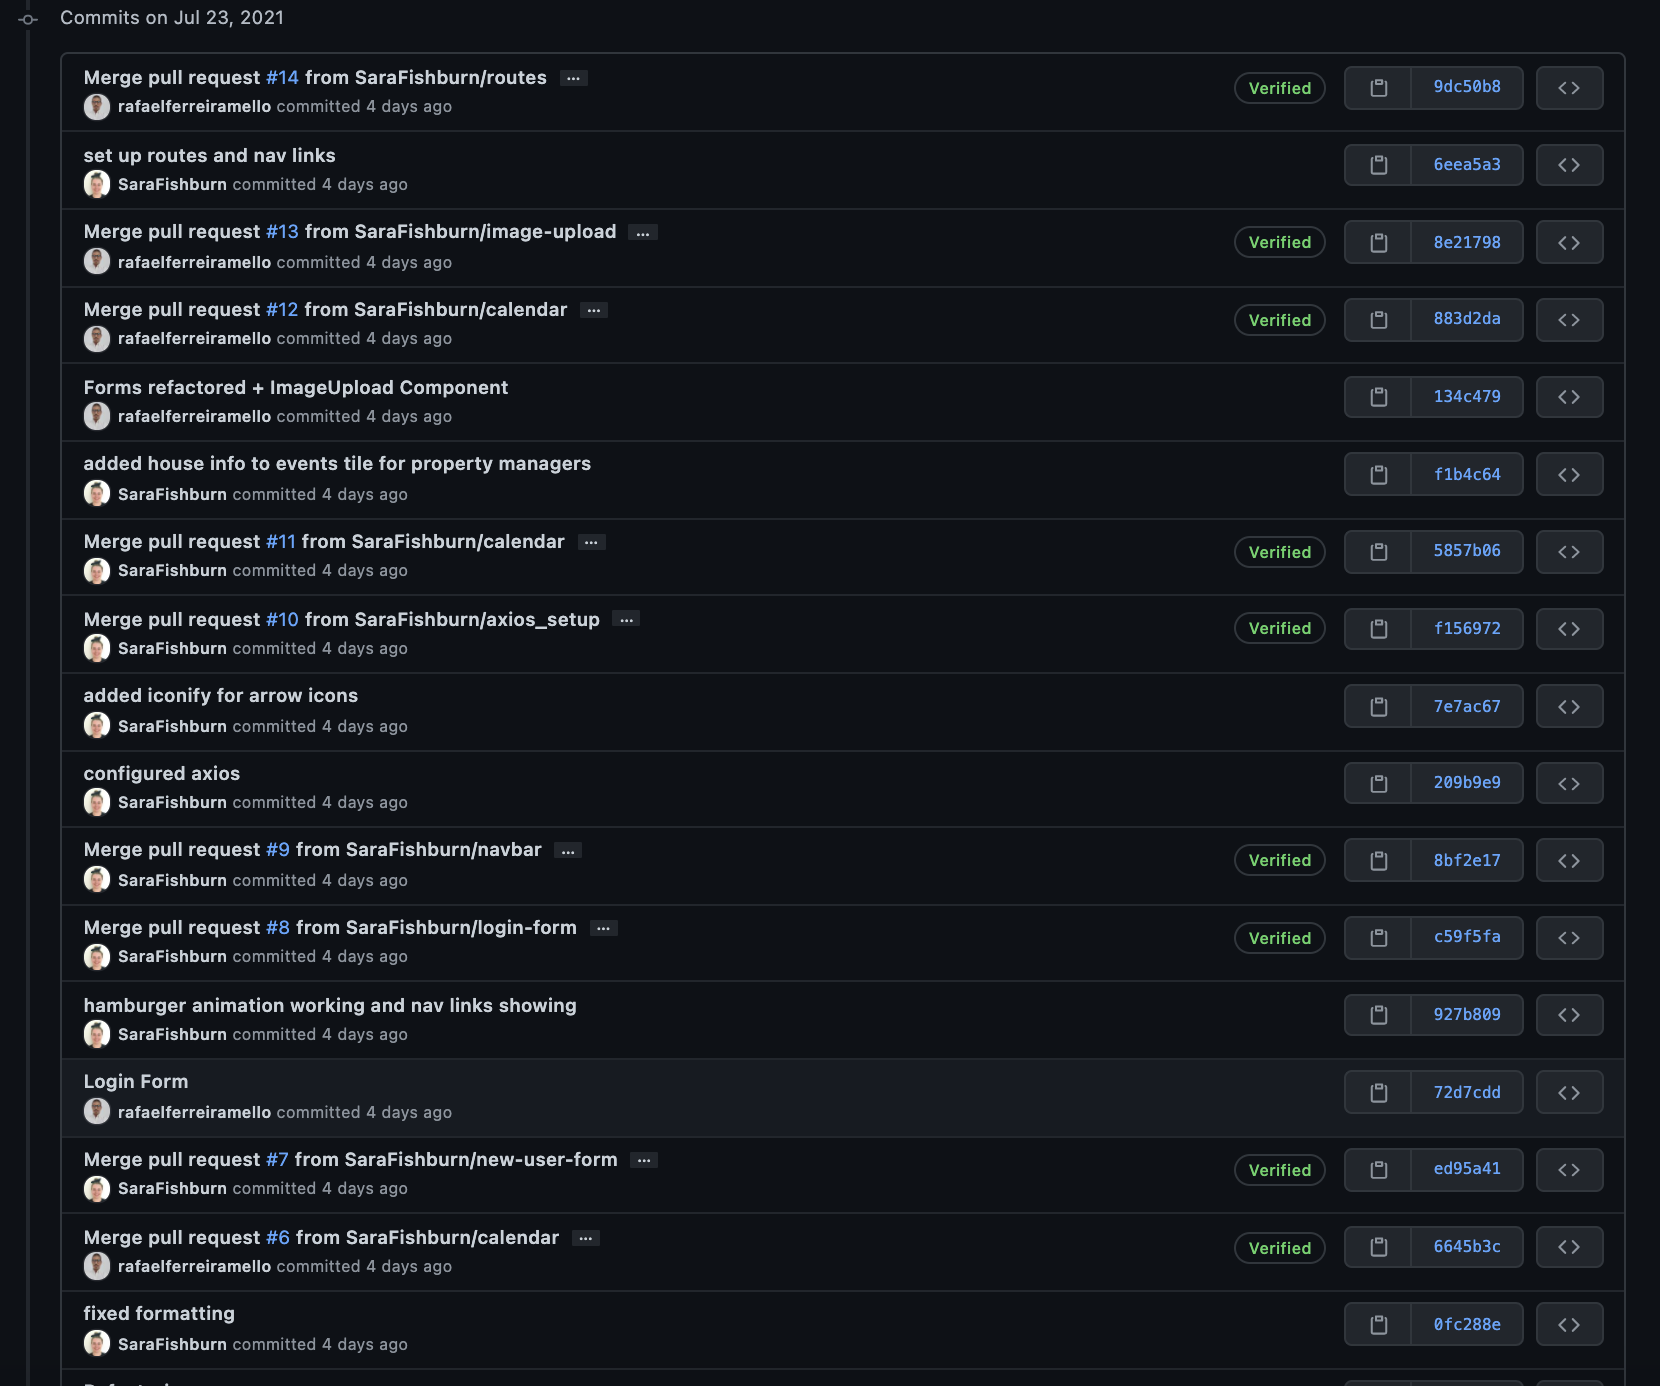 Commits on Jul 23, 2021
Merge pull request #14 from SaraFishburn/routes ...
rafaelferreiramello committed 4 days ago
Verified
9dc50b8
set up routes and nav links
SaraFishburn committed 4 days ago
6eea5a3
Merge pull request #13 from SaraFishburn/image-upload ...
rafaelferreiramello committed 4 days ago
Verified
8e21798
Merge pull request #12 from SaraFishburn/calendar ...
rafaelferreiramello committed 4 days ago
Verified
883d2da
Forms refactored + ImageUpload Component
rafaelferreiramello committed 4 days ago
134c479
added house info to events tile for property managers
SaraFishburn committed 4 days ago
f1b4c64
Merge pull request #11 from SaraFishburn/calendar ...
SaraFishburn committed 4 days ago
Verified
5857b06
Merge pull request #10 from SaraFishburn/axios_setup ...
SaraFishburn committed 4 days ago
Verified
f156972
added iconify for arrow icons
SaraFishburn committed 4 days ago
7e7ac67
configured axios
SaraFishburn committed 4 days ago
209b9e9
Merge pull request #9 from SaraFishburn/navbar ...
SaraFishburn committed 4 days ago
Verified
8bf2e17
Merge pull request #8 from SaraFishburn/login-form ...
SaraFishburn committed 4 days ago
Verified
c59f5fa
hamburger animation working and nav links showing
SaraFishburn committed 4 days ago
927b809
Login Form
rafaelferreiramello committed 4 days ago
72d7cdd
Merge pull request #7 from SaraFishburn/new-user-form ...
SaraFishburn committed 4 days ago
Verified
ed95a41
Merge pull request #6 from SaraFishburn/calendar ...
rafaelferreiramello committed 4 days ago
Verified
6645b3c
fixed formatting
SaraFishburn committed 4 days ago
0fc288e